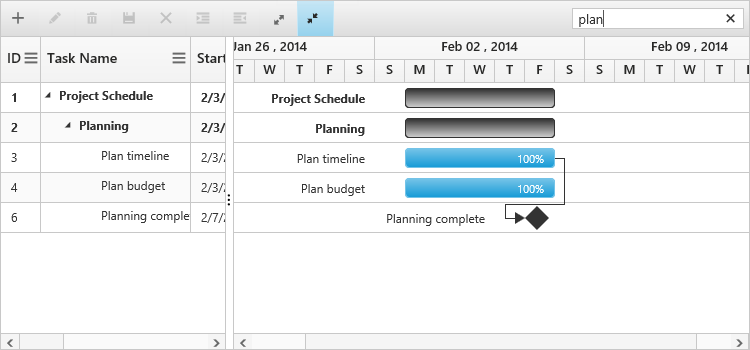 plan
ID Task Name Start
Jan 26 , 2014 Feb 02 , 2014 Feb 09 , 2014
T W T F S S M T W T F S S M T W T F
1 Project Schedule 2/3/
2 Planning 2/3/
3 Plan timeline 2/3/
4 Plan budget 2/3/
6 Planning comple 2/7/
Project Schedule
Planning
Plan timeline 100%
Plan budget 100%
Planning complete